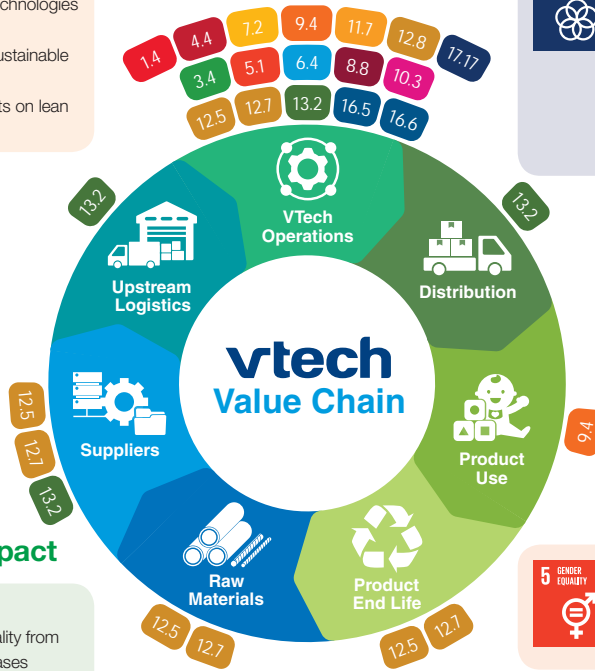 echnologies
ustainable
ts on lean
1.4
4.4
7.2
9.4
11.7
12.8
17.17
3.4
5.1
6.4
8.8
10.3
12.5
12.7
13.2
16.5
16.6
13.2
13.2
VTech
Operations
Upstream
Logistics
Distribution
vtech
Value Chain
Suppliers
12.5
12.7
13.2
Product
Use
9.4
Raw
Materials
Product
End Life
12.5
12.7
12.5
12.7
pact
ality from
ases
5 GENDER
EQUALITY